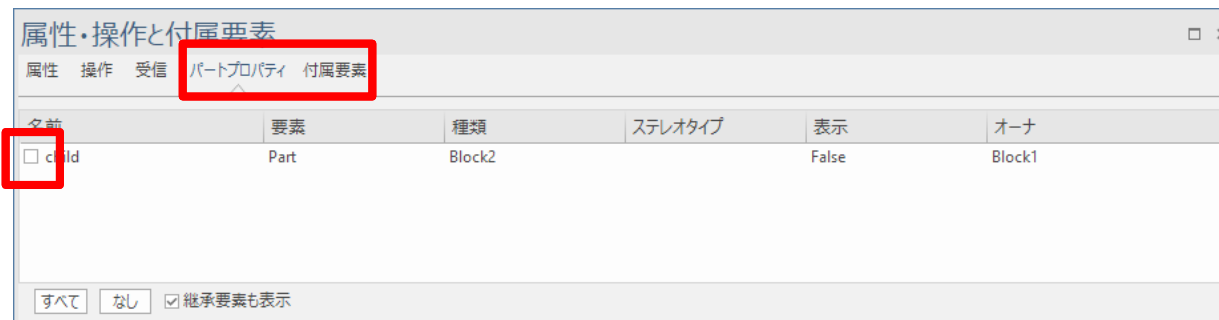 属性・操作と付属要素
属性 操作 受信 パートプロパティ 付属要素
名前 要素 種類 ステレオタイプ 表示 オーナ
child Part Block2 False Block1
すべて なし 継承要素も表示